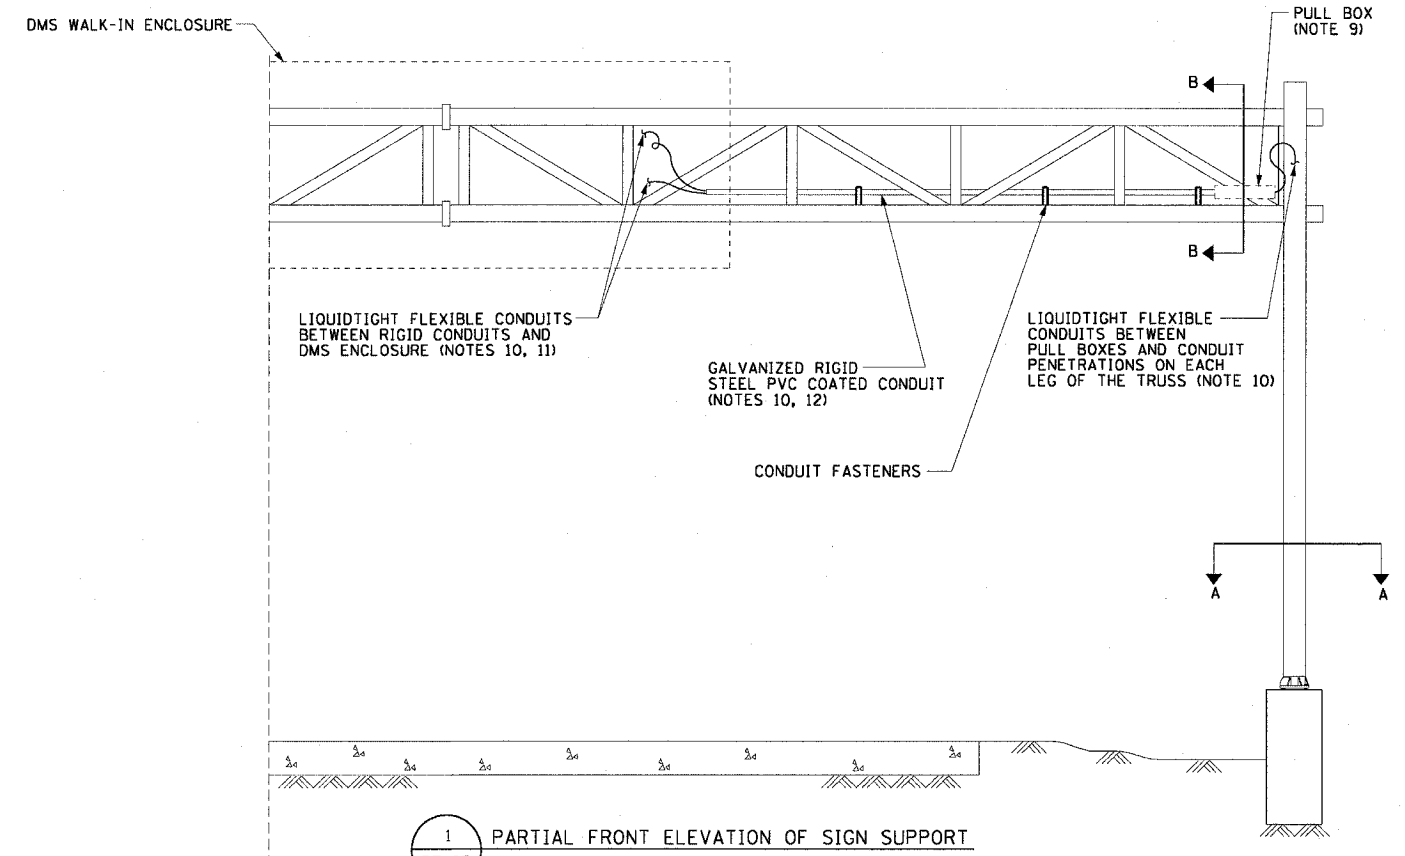 DMS WALK-IN ENCLOSURE
PULL BOX
(NOTE 9)
B
B
LIQUIDTIGHT FLEXIBLE CONDUITS
BETWEEN RIGID CONDUITS AND
DMS ENCLOSURE (NOTES 10, 11)
GALVANIZED RIGID
STEEL PVC COATED CONDUIT
(NOTES 10, 12)
LIQUIDTIGHT FLEXIBLE
CONDUITS BETWEEN
PULL BOXES AND CONDUIT
PENETRATIONS ON EACH
LEG OF THE TRUSS (NOTE 10)
CONDUIT FASTENERS
A
A
1
PARTIAL FRONT ELEVATION OF SIGN SUPPORT